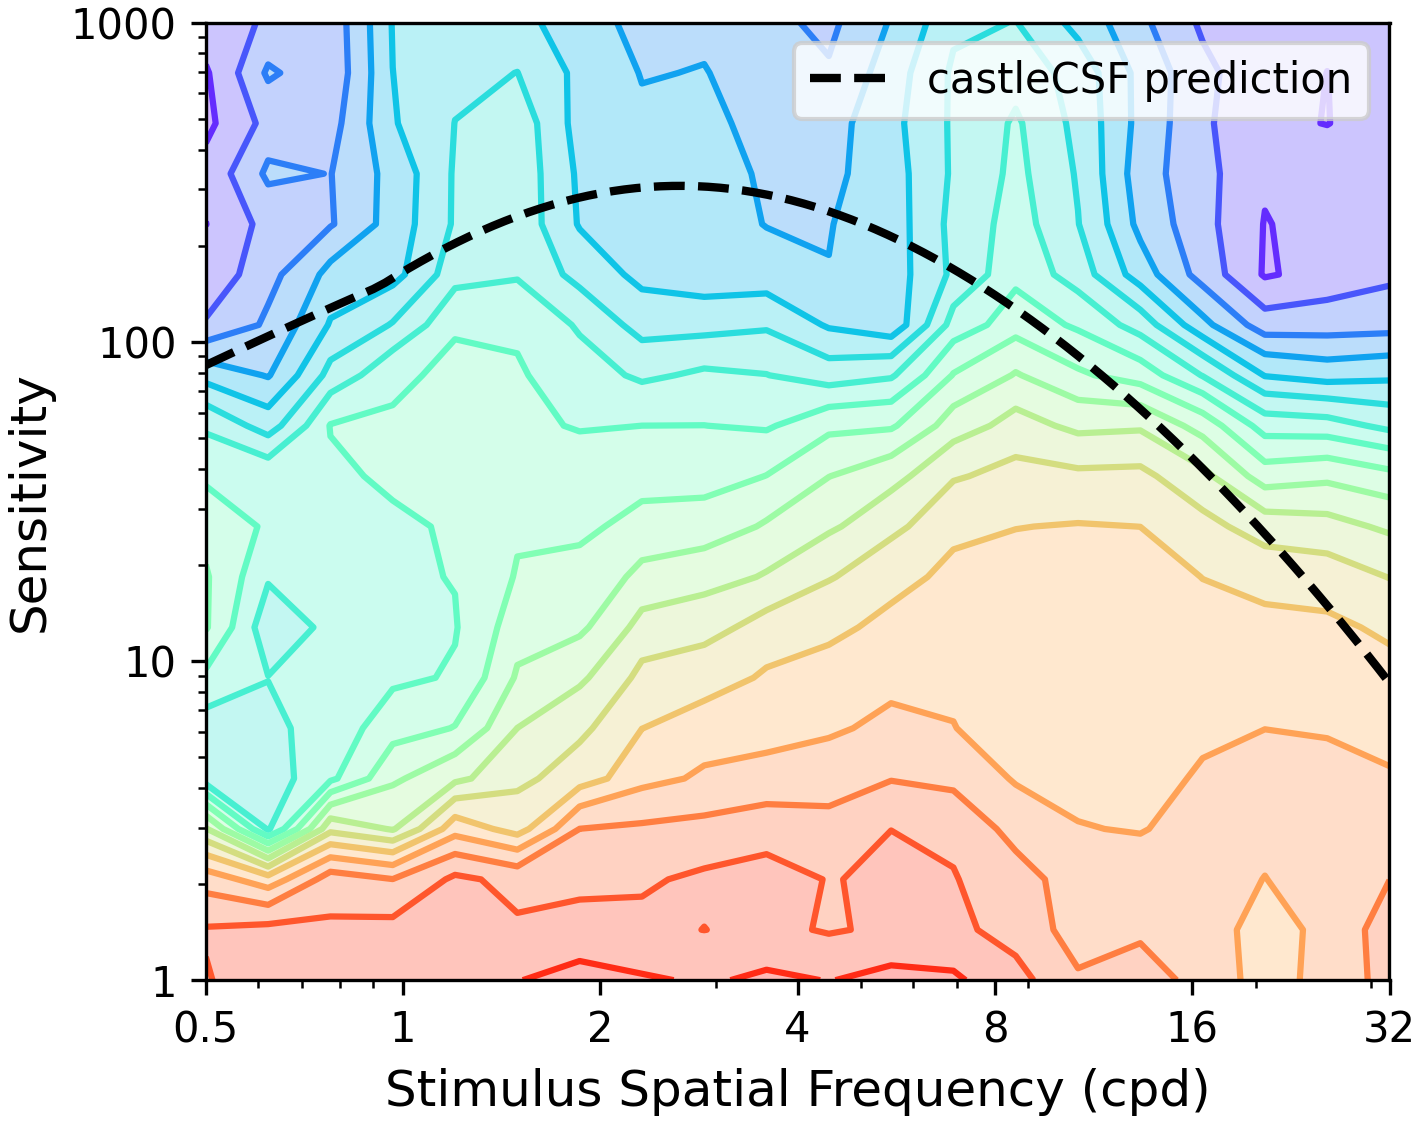 castleCSF prediction
Sensitivity
1000
100
10
1
0.5 1 2 4 8 16 32
Stimulus Spatial Frequency (cpd)